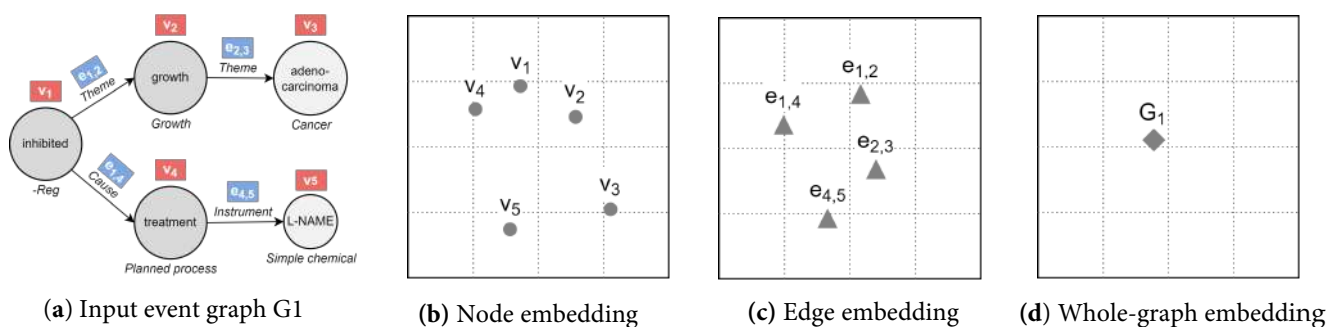 v₁
inhibited
-Reg
e₁,₂
Theme
v₂
growth
Growth
e₂,₃
Theme
v₃
adeno-
carcinoma
Cancer
e₁,₄
Cause
v₄
treatment
Planned process
e₄,₅
Instrument
v₅
L-NAME
Simple chemical
(a) Input event graph G1
v₁
v₄
v₂
v₃
v₅
(b) Node embedding
e₁,₂
e₁,₄
e₂,₃
e₄,₅
(c) Edge embedding
G₁
(d) Whole-graph embedding